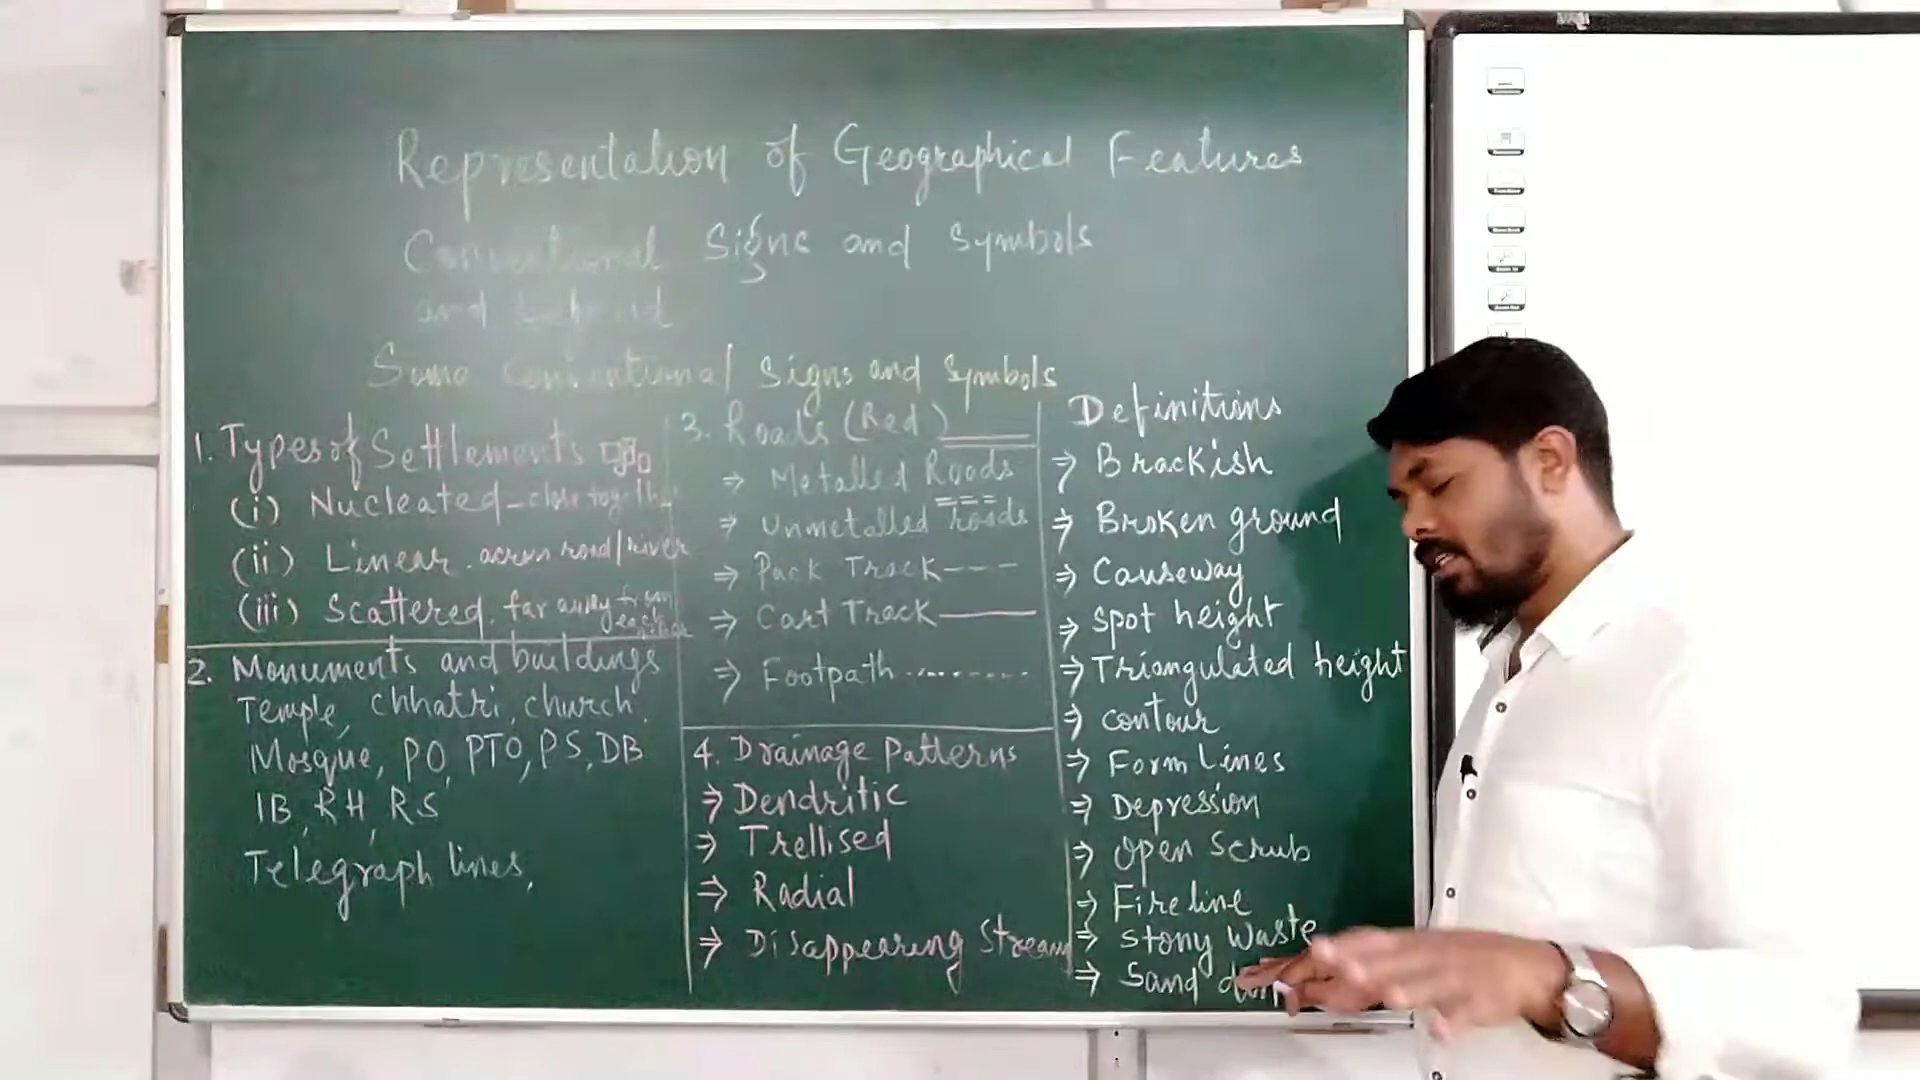 Representation of Geographical Features
Conventional Signs and Symbols
and
Some Conventional Signs and Symbols
1. Types of Settlements
(i) Nucleated - close together
(ii) Linear. across road/river
(iii) Scattered. far away from each other
2. Monuments and buildings
Temple, Chhatri, church,
Mosque, PO, PTO, PS, DB
IB, RH, RS
Telegraph lines,
3. Roads (Red)
⇒ Metalled Roads
⇒ Unmetalled roads
⇒ Pack Track
⇒ Cart Track
⇒ Footpath
4. Drainage Patterns
⇒ Dendritic
⇒ Trellised
⇒ Radial
⇒ Disappearing Stream
Definitions
⇒ Brackish
⇒ Broken ground
⇒ Causeway
⇒ Spot height
⇒ Triangulated height
⇒ contour
⇒ Form Lines
⇒ Depression
⇒ Open Scrub
⇒ Fire line
⇒ Stony Waste
⇒ Sand